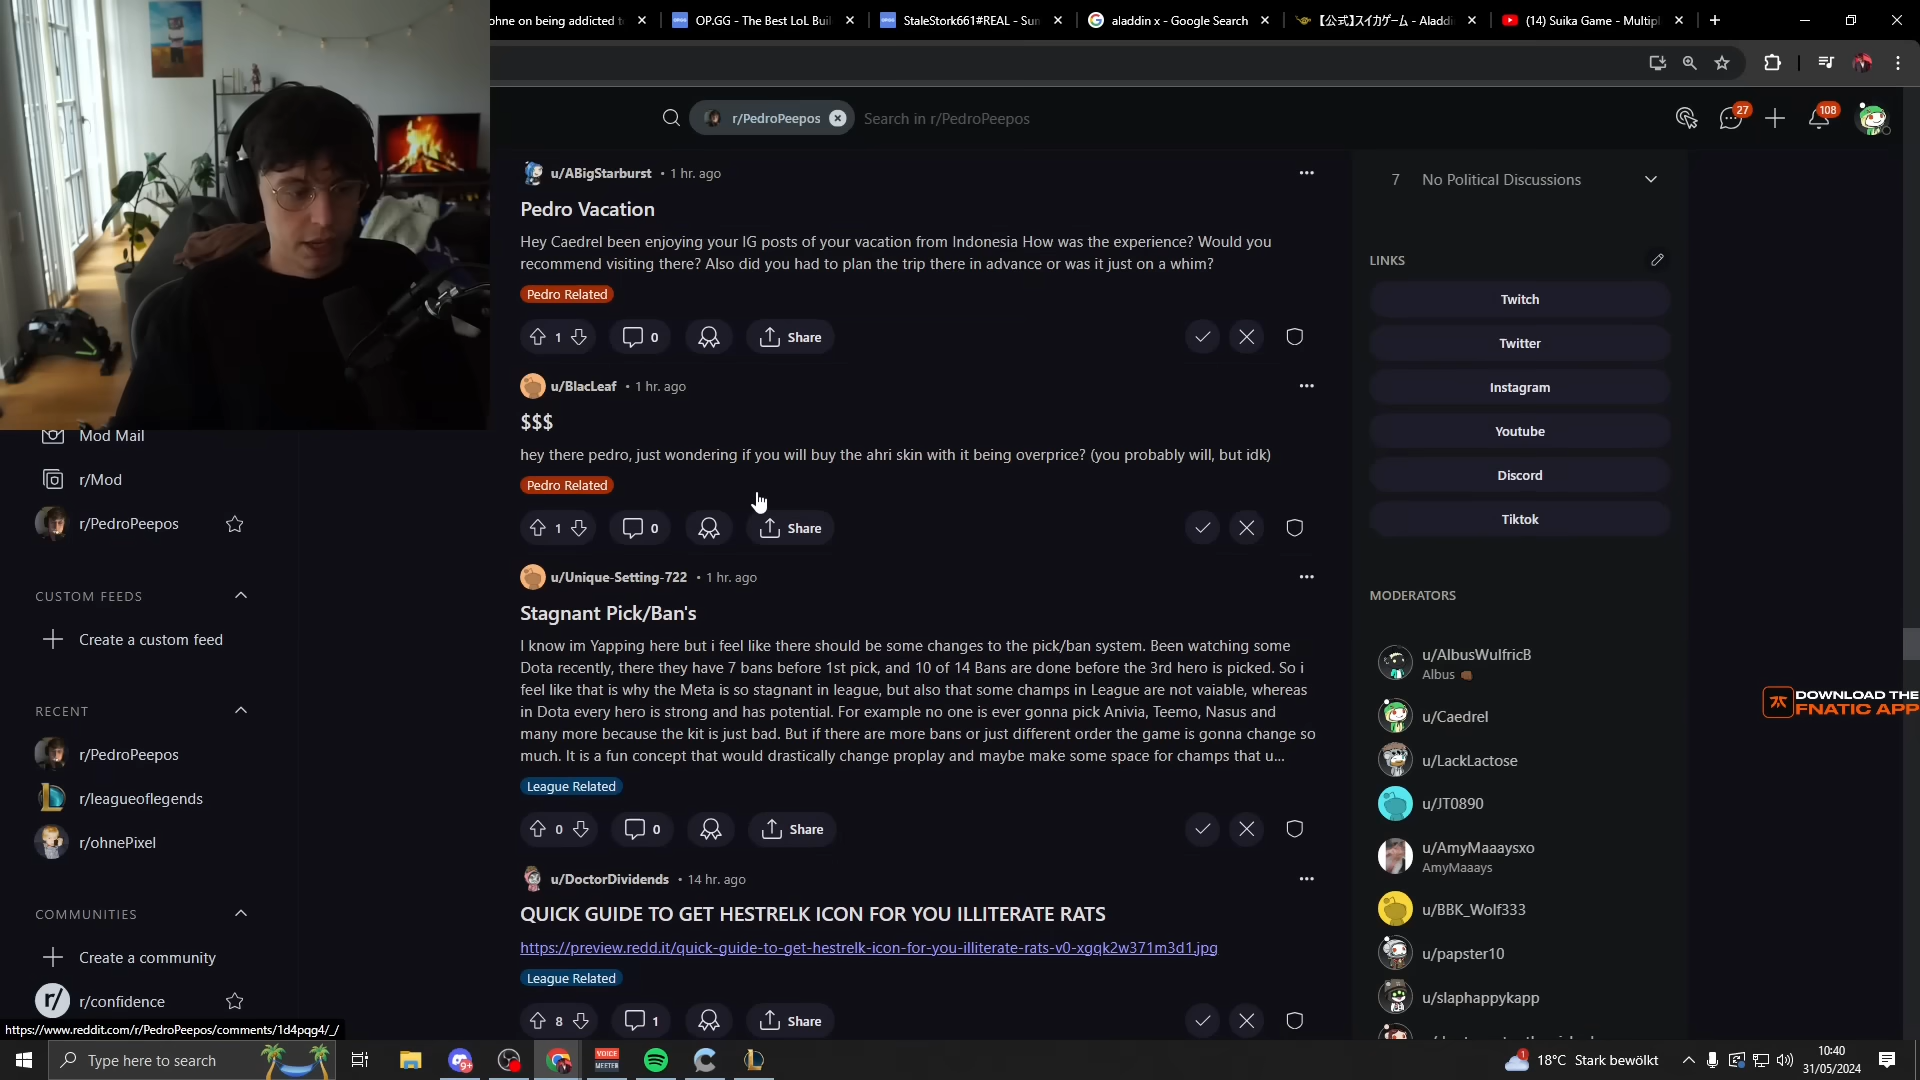 ohne on being addicted t
OP.GG - The Best LoL Buil
StaleStork661#REAL - Sum
aladdin x - Google Search
【公式】スイカゲーム - Aladdi
(14) Suika Game - Multipl
r/PedroPeepos
Search in r/PedroPeepos
27
108
u/ABigStarburst • 1 hr. ago
Pedro Vacation
Hey Caedrel been enjoying your IG posts of your vacation from Indonesia How was the experience? Would you
recommend visiting there? Also did you had to plan the trip there in advance or was it just on a whim?
Pedro Related
1
0
Share
u/BlacLeaf • 1 hr. ago
$$$
hey there pedro, just wondering if you will buy the ahri skin with it being overprice? (you probably will, but idk)
Pedro Related
1
0
Share
u/Unique-Setting-722 • 1 hr. ago
Stagnant Pick/Ban's
I know im Yapping here but i feel like there should be some changes to the pick/ban system. Been watching some
Dota recently, there they have 7 bans before 1st pick, and 10 of 14 Bans are done before the 3rd hero is picked. So i
feel like that is why the Meta is so stagnant in league, but also that some champs in League are not vaiable, whereas
in Dota every hero is strong and has potential. For example no one is ever gonna pick Anivia, Teemo, Nasus and
many more because the kit is just bad. But if there are more bans or just different order the game is gonna change so
much. It is a fun concept that would drastically change proplay and maybe make some space for champs that u...
League Related
0
0
Share
u/DoctorDividends • 14 hr. ago
QUICK GUIDE TO GET HESTRELK ICON FOR YOU ILLITERATE RATS
https://preview.redd.it/quick-guide-to-get-hestrelk-icon-for-you-illiterate-rats-v0-xgqk2w371m3d1.jpg
League Related
8
1
Share
7 No Political Discussions
LINKS
Twitch
Twitter
Instagram
Youtube
Discord
Tiktok
MODERATORS
u/AlbusWulfricB
Albus
u/Caedrel
u/LackLactose
u/JT0890
u/AmyMaaaysxo
AmyMaaays
u/BBK_Wolf333
u/papster10
u/slaphappykapp
DOWNLOAD THE
FNATIC APP
Mod Mail
r/Mod
r/PedroPeepos
CUSTOM FEEDS
Create a custom feed
RECENT
r/PedroPeepos
r/leagueoflegends
r/ohnePixel
COMMUNITIES
Create a community
r/confidence
https://www.reddit.com/r/PedroPeepos/comments/1d4pqg4/_/
Type here to search
9+
VOICE
MEETER
1
18°C Stark bewölkt
10:40
31/05/2024